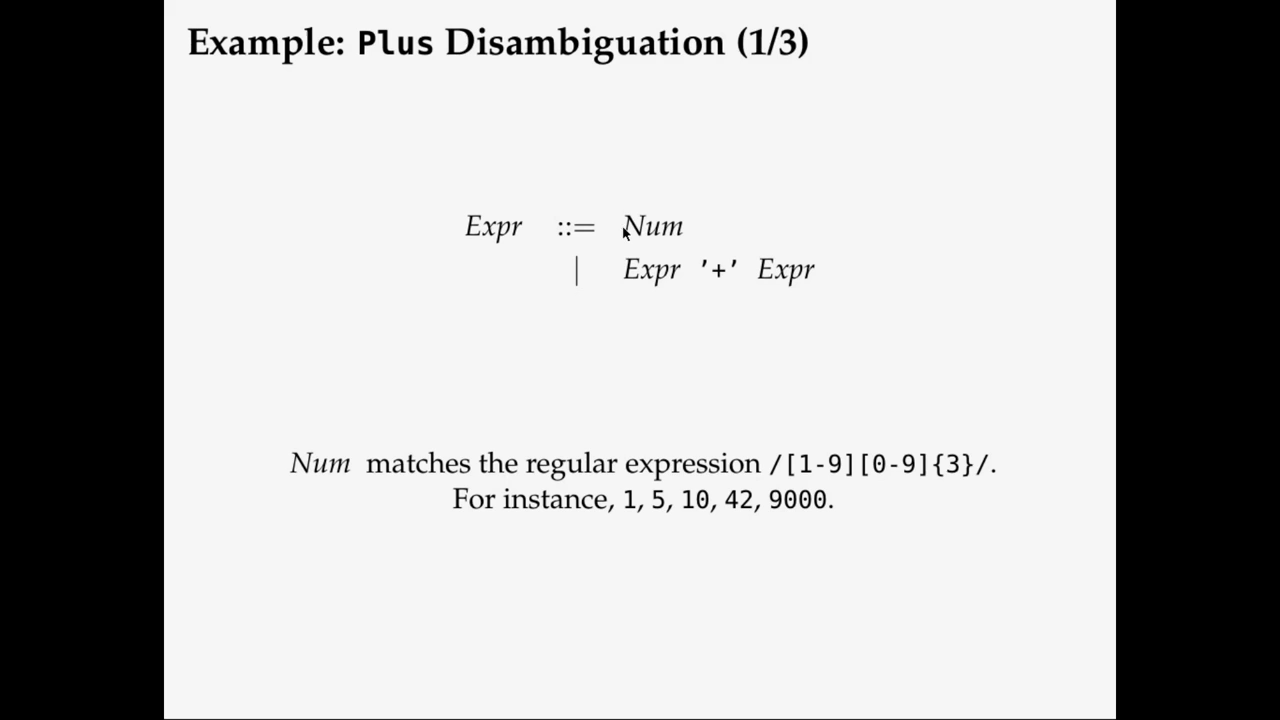 Example: Plus Disambiguation (1/3)
Expr ::= Num
| Expr '+' Expr
Num matches the regular expression /[1-9][0-9]{3}/.
For instance, 1, 5, 10, 42, 9000.